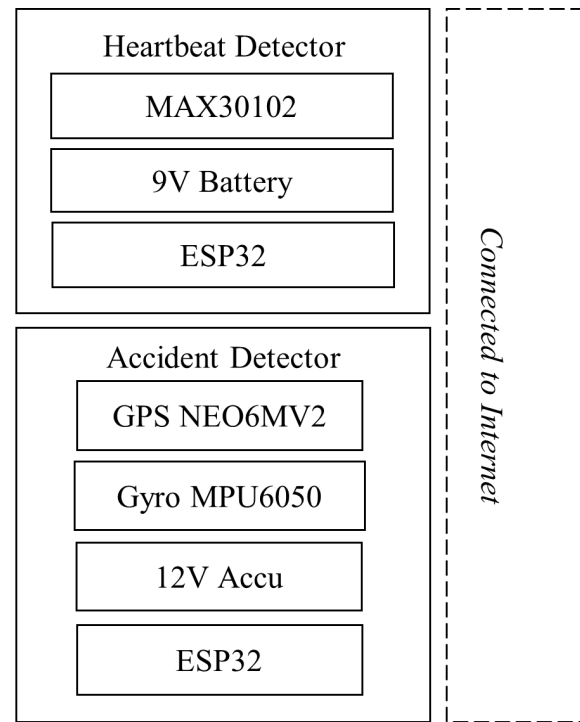 Heartbeat Detector
MAX30102
9V Battery
ESP32
Accident Detector
GPS NEO6MV2
Gyro MPU6050
12V Accu
ESP32
Connected to Internet